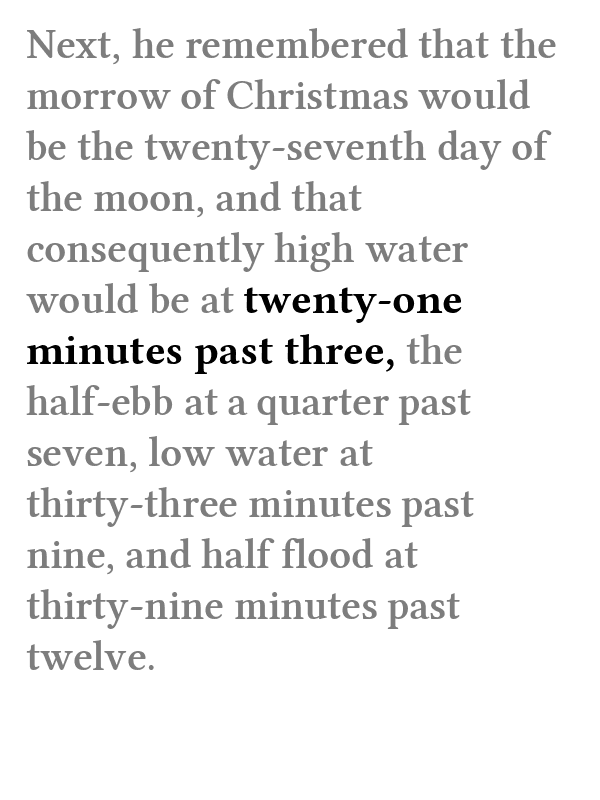 Next, he remembered that the
morrow of Christmas would
be the twenty-seventh day of
the moon, and that
consequently high water
would be at twenty-one
minutes past three, the
half-ebb at a quarter past
seven, low water at
thirty-three minutes past
nine, and half flood at
thirty-nine minutes past
twelve.